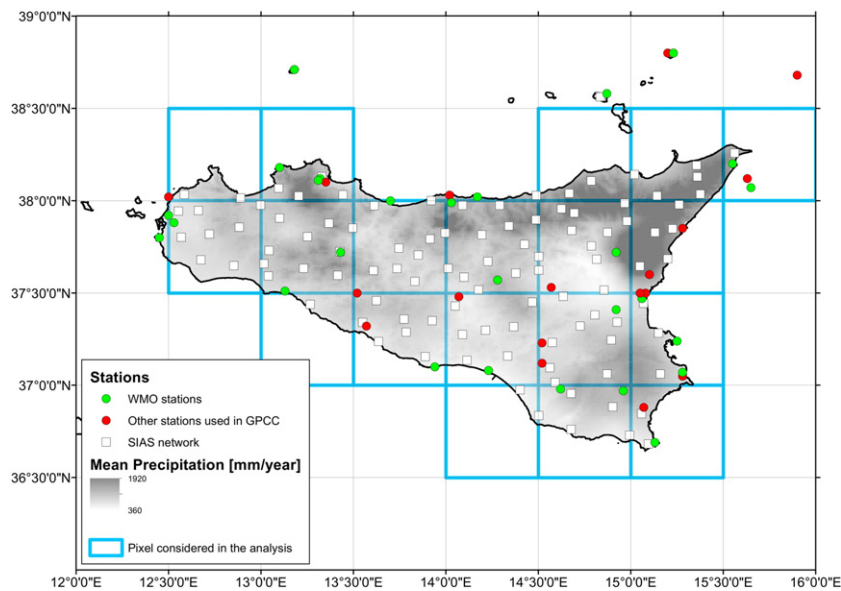 39°0'0"N
38°30'0"N
38°0'0"N
37°30'0"N
37°0'0"N
36°30'0"N
Stations
WMO stations
Other stations used in GPCC
SIAS network
Mean Precipitation [mm/year]
1920
360
Pixel considered in the analysis
12°0'0"E 12°30'0"E 13°0'0"E 13°30'0"E 14°0'0"E 14°30'0"E 15°0'0"E 15°30'0"E 16°0'0"E